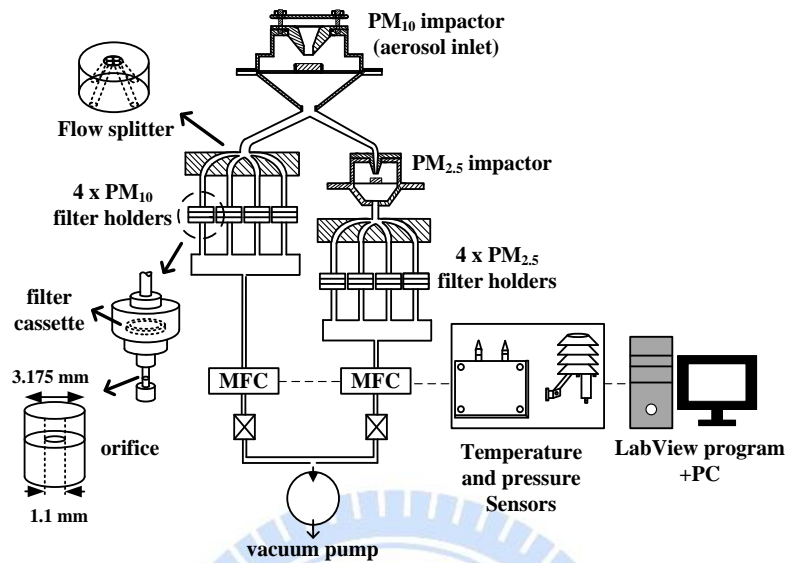 PM10 impactor
(aerosol inlet)
Flow splitter
PM2.5 impactor
4 x PM10
filter holders
4 x PM2.5
filter holders
filter
cassette
3.175 mm
MFC
MFC
orifice
1.1 mm
Temperature
and pressure
Sensors
LabView program
+PC
vacuum pump